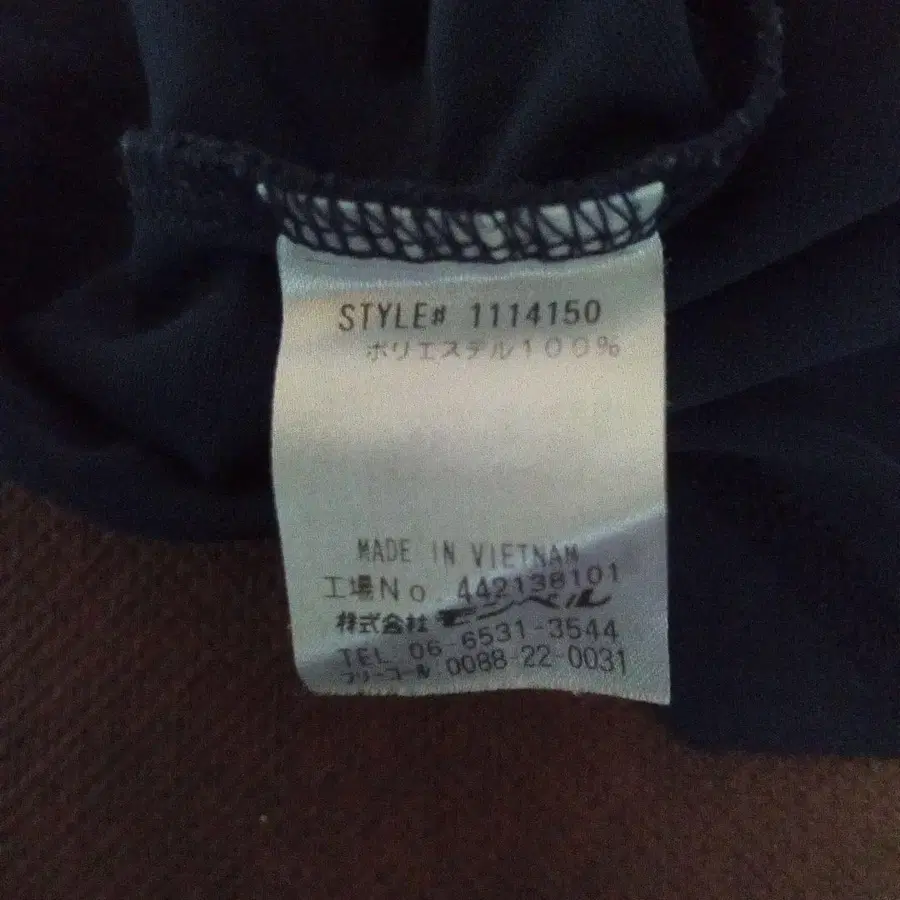 STYLE# 1114150
ポリエステル100%
MADE IN VIETNAM
工場No. 442138101
株式会社モンベル
TEL 06-6531-3544
フリーコール 0088-22-0031